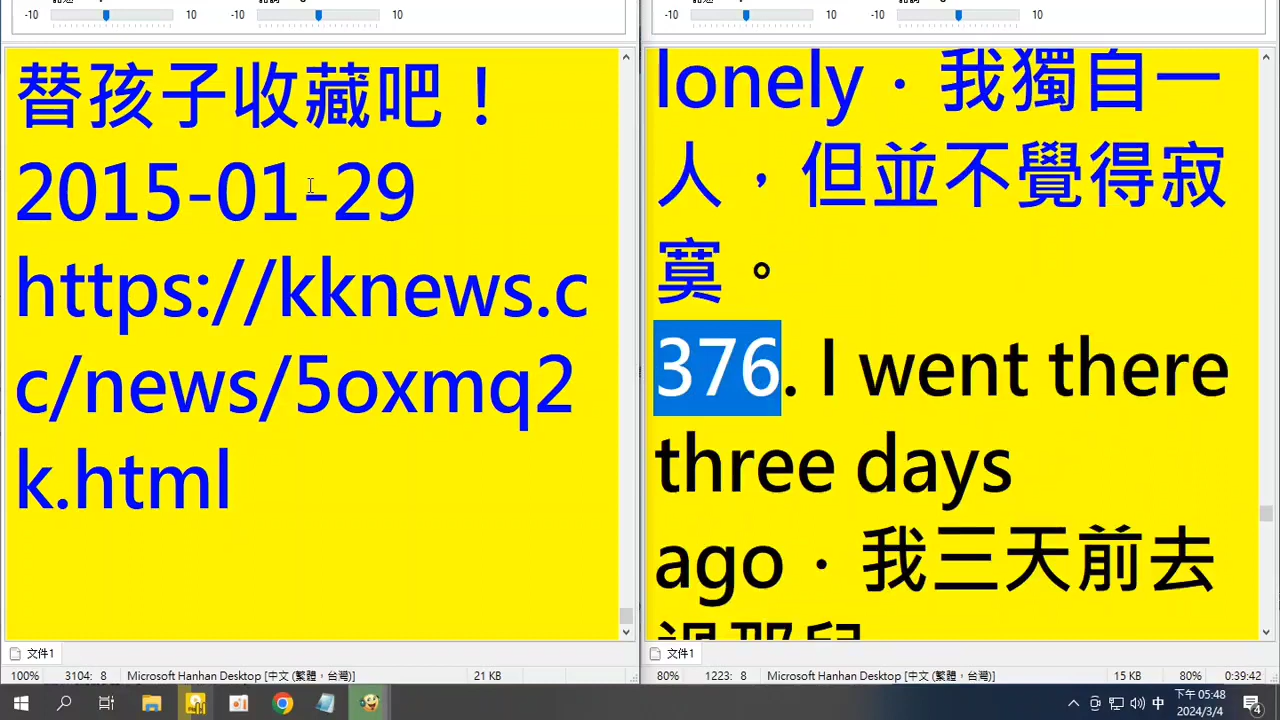 -10
10
-10
10
-10
10
-10
10
替孩子收藏吧！
2015-01-29
https://kknews.c
c/news/5oxmq2
k.html
lonely．我獨自一
人，但並不覺得寂
寞。
376. I went there
three days
ago．我三天前去
過那兒
文件1
文件1
100%
3104: 8
Microsoft Hanhan Desktop [中文 (繁體，台灣)]
21 KB
80%
1223: 8
Microsoft Hanhan Desktop [中文 (繁體，台灣)]
15 KB
80%
0:39:42
中
下午 05:48
2024/3/4
4